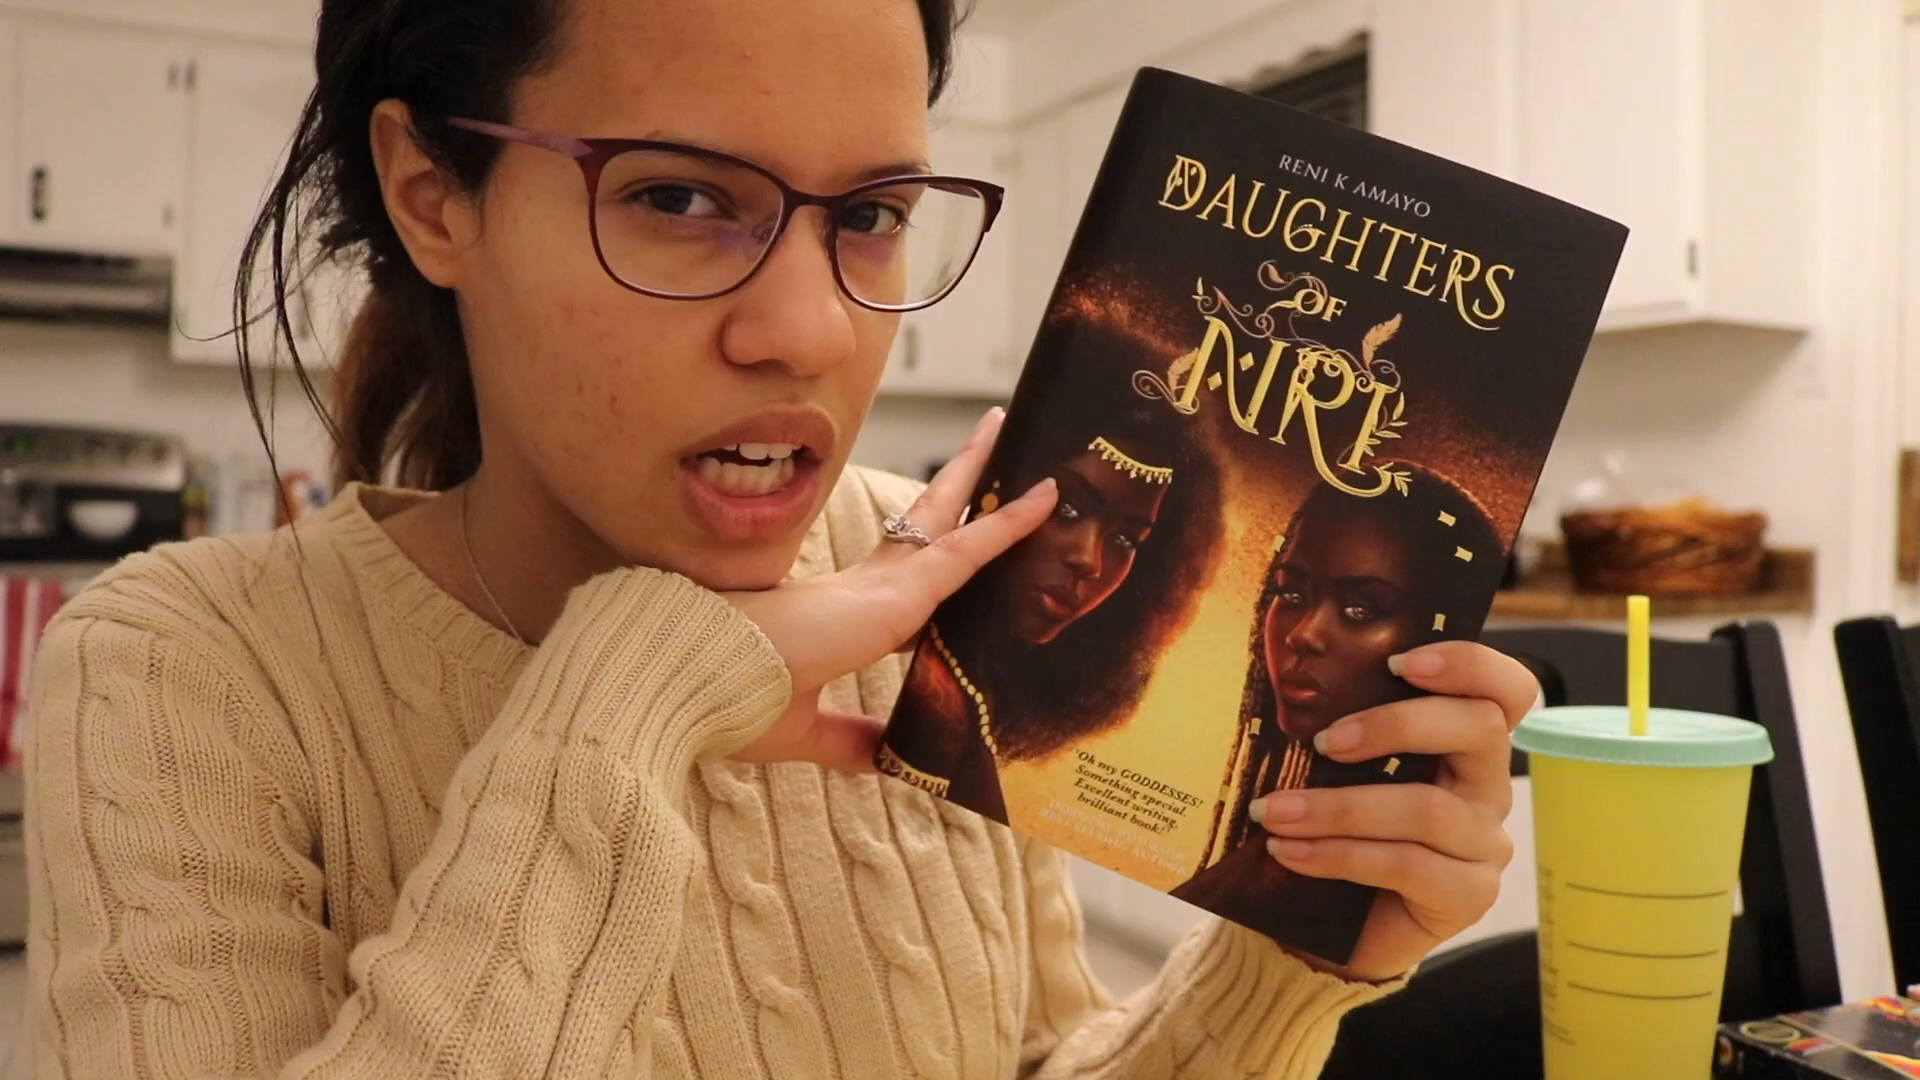 RENI K AMAYO
DAUGHTERS
OF
NRI
'Oh my GODDESSES!
Something special.
Excellent writing,
brilliant book!'